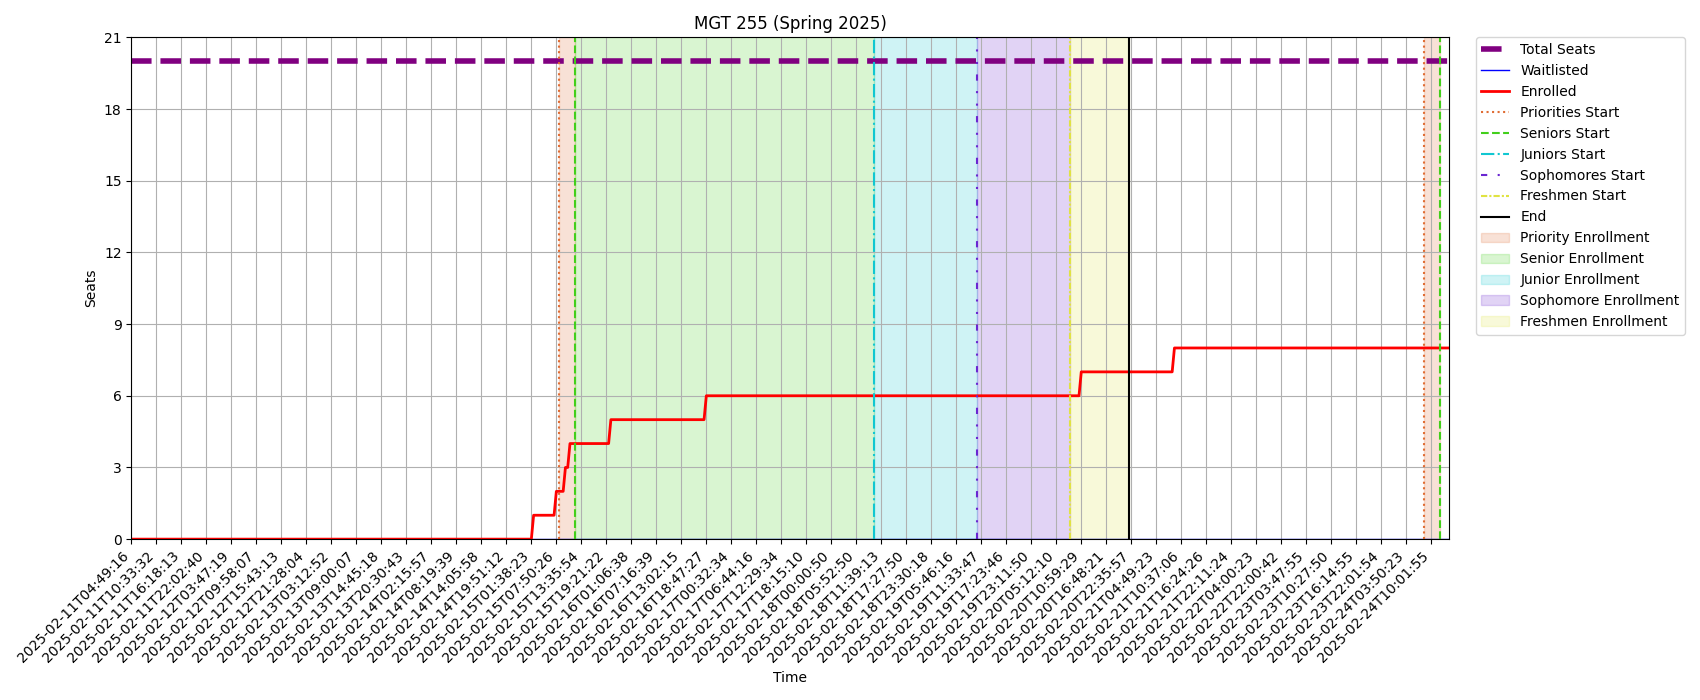 MGT 255 (Spring 2025)
21
18
15
12
9
6
3
0
Seats
2025-02-11T04:49:16
2025-02-11T10:33:32
2025-02-11T16:18:13
2025-02-11T22:02:40
2025-02-12T03:47:19
2025-02-12T09:58:07
2025-02-12T15:43:13
2025-02-12T21:28:04
2025-02-13T03:12:52
2025-02-13T09:00:07
2025-02-13T14:45:18
2025-02-13T20:30:43
2025-02-14T02:15:57
2025-02-14T08:19:39
2025-02-14T14:05:58
2025-02-14T19:51:12
2025-02-15T01:38:23
2025-02-15T07:50:26
2025-02-15T13:35:54
2025-02-15T19:21:22
2025-02-16T01:06:38
2025-02-16T07:16:39
2025-02-16T13:02:15
2025-02-16T18:47:27
2025-02-17T00:32:34
2025-02-17T06:44:16
2025-02-17T12:29:34
2025-02-17T18:15:10
2025-02-18T00:00:50
2025-02-18T05:52:50
2025-02-18T11:39:13
2025-02-18T17:27:50
2025-02-18T23:30:18
2025-02-19T05:46:16
2025-02-19T11:33:47
2025-02-19T17:23:46
2025-02-19T23:11:50
2025-02-20T05:12:10
2025-02-20T10:59:29
2025-02-20T16:48:21
2025-02-20T22:35:57
2025-02-21T04:49:23
2025-02-21T10:37:06
2025-02-21T16:24:26
2025-02-21T22:11:24
2025-02-22T04:00:23
2025-02-22T22:00:42
2025-02-23T03:47:55
2025-02-23T10:27:50
2025-02-23T16:14:55
2025-02-23T22:01:54
2025-02-24T03:50:23
2025-02-24T10:01:55
Time
Total Seats
Waitlisted
Enrolled
Priorities Start
Seniors Start
Juniors Start
Sophomores Start
Freshmen Start
End
Priority Enrollment
Senior Enrollment
Junior Enrollment
Sophomore Enrollment
Freshmen Enrollment